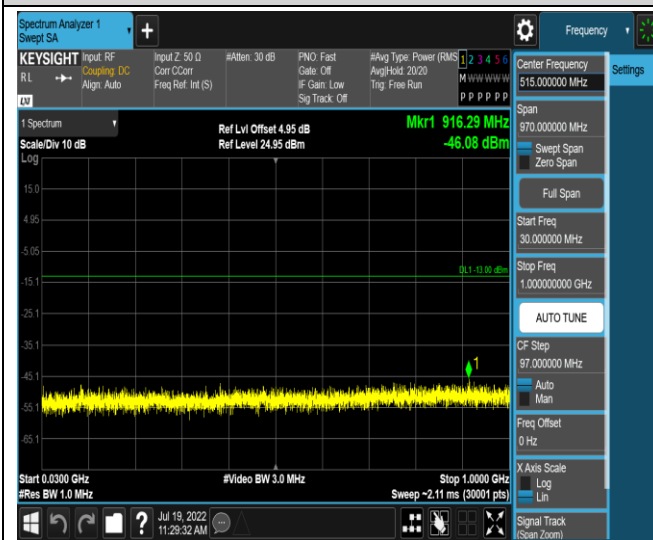 Spectrum Analyzer 1
Swept SA
+
Frequency
KEYSIGHT
RL
LXI
Input: RF
Coupling: DC
Align: Auto
Input Z: 50 Ω
Corr CCorr
Freq Ref: Int (S)
#Atten: 30 dB
PNO: Fast
Gate: Off
IF Gain: Low
Sig Track: Off
#Avg Type: Power (RMS
Avg|Hold: 20/20
Trig: Free Run
1 2 3 4 5 6
M W W W W W
P P P P P P
Center Frequency
515.000000 MHz
Settings
Span
970.000000 MHz
Swept Span
Zero Span
Full Span
Start Freq
30.000000 MHz
Stop Freq
1.000000000 GHz
AUTO TUNE
CF Step
97.000000 MHz
Auto
Man
Freq Offset
0 Hz
X Axis Scale
Log
Lin
Signal Track
(Span Zoom)
1 Spectrum
Scale/Div 10 dB
Log
Ref Lvl Offset 4.95 dB
Ref Level 24.95 dBm
Mkr1 916.29 MHz
-46.08 dBm
15.0
4.95
-5.05
DL1 -13.00 dBm
-15.1
-25.1
-35.1
1
-45.1
-55.1
-65.1
Start 0.0300 GHz
#Video BW 3.0 MHz
Stop 1.0000 GHz
#Res BW 1.0 MHz
Sweep ~2.11 ms (30001 pts)
?
Jul 19, 2022
11:29:32 AM